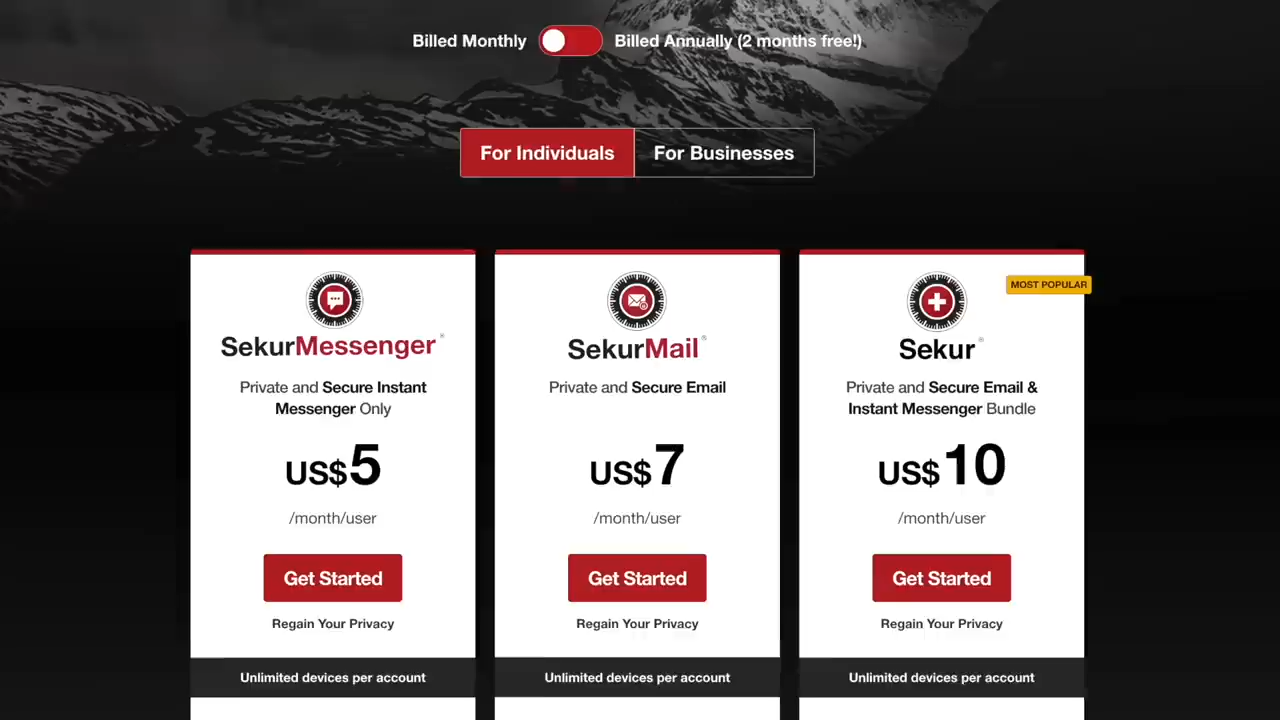 Billed Monthly Billed Annually (2 months free!)
For Individuals For Businesses
MOST POPULAR
SekurMessenger®
Private and Secure Instant
Messenger Only
US$5
/month/user
Get Started
Regain Your Privacy
Unlimited devices per account
SekurMail®
Private and Secure Email
US$7
/month/user
Get Started
Regain Your Privacy
Unlimited devices per account
Sekur®
Private and Secure Email &
Instant Messenger Bundle
US$10
/month/user
Get Started
Regain Your Privacy
Unlimited devices per account